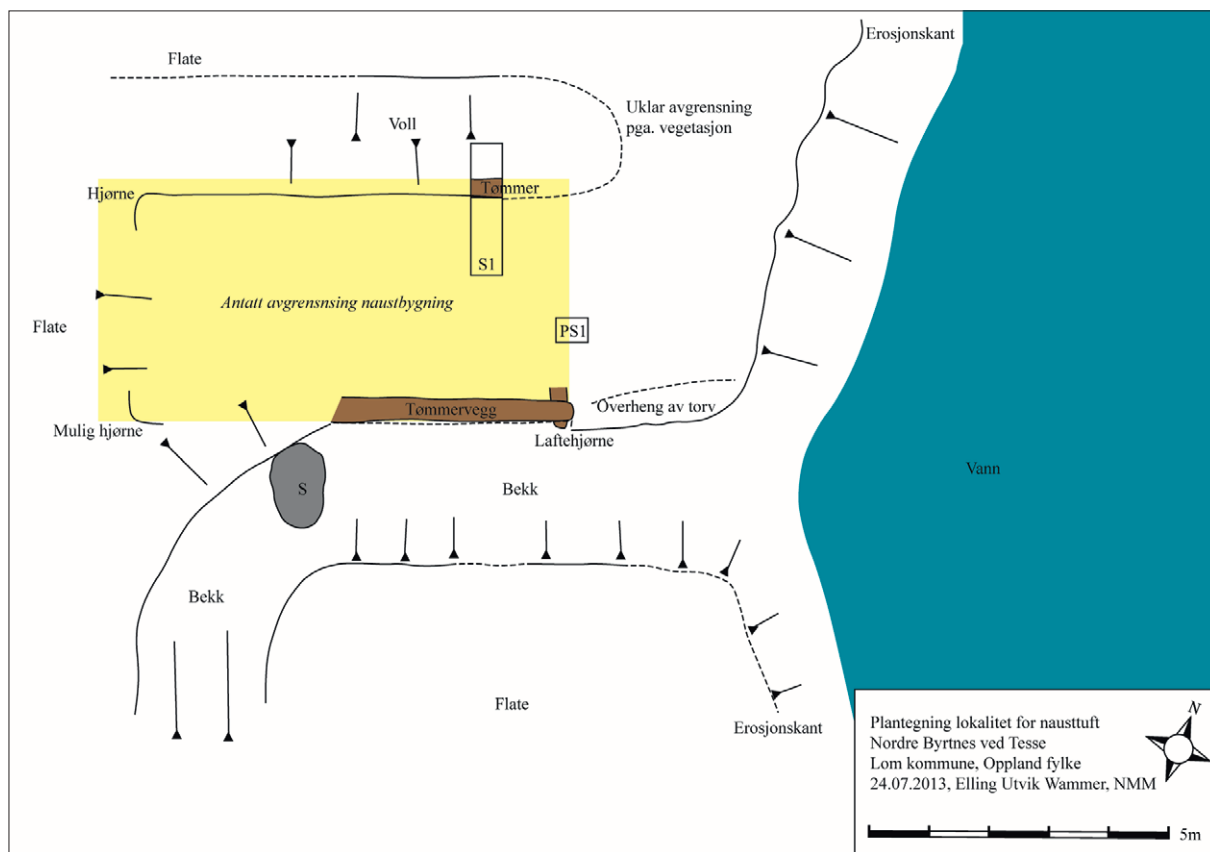 Erosjonskant
Flate
Uklar avgrensning
pga. vegetasjon
Voll
Hjørne
Tømmer
S1
Antatt avgrensnsing naustbygning
Flate
PS1
Tømmervegg
Overheng av torv
Mulig hjørne
Laftehjørne
Vann
S
Bekk
Bekk
Flate
Erosjonskant
N
Plantegning lokalitet for nausttuft
Nordre Byrtnes ved Tesse
Lom kommune, Oppland fylke
24.07.2013, Elling Utvik Wammer, NMM
5m